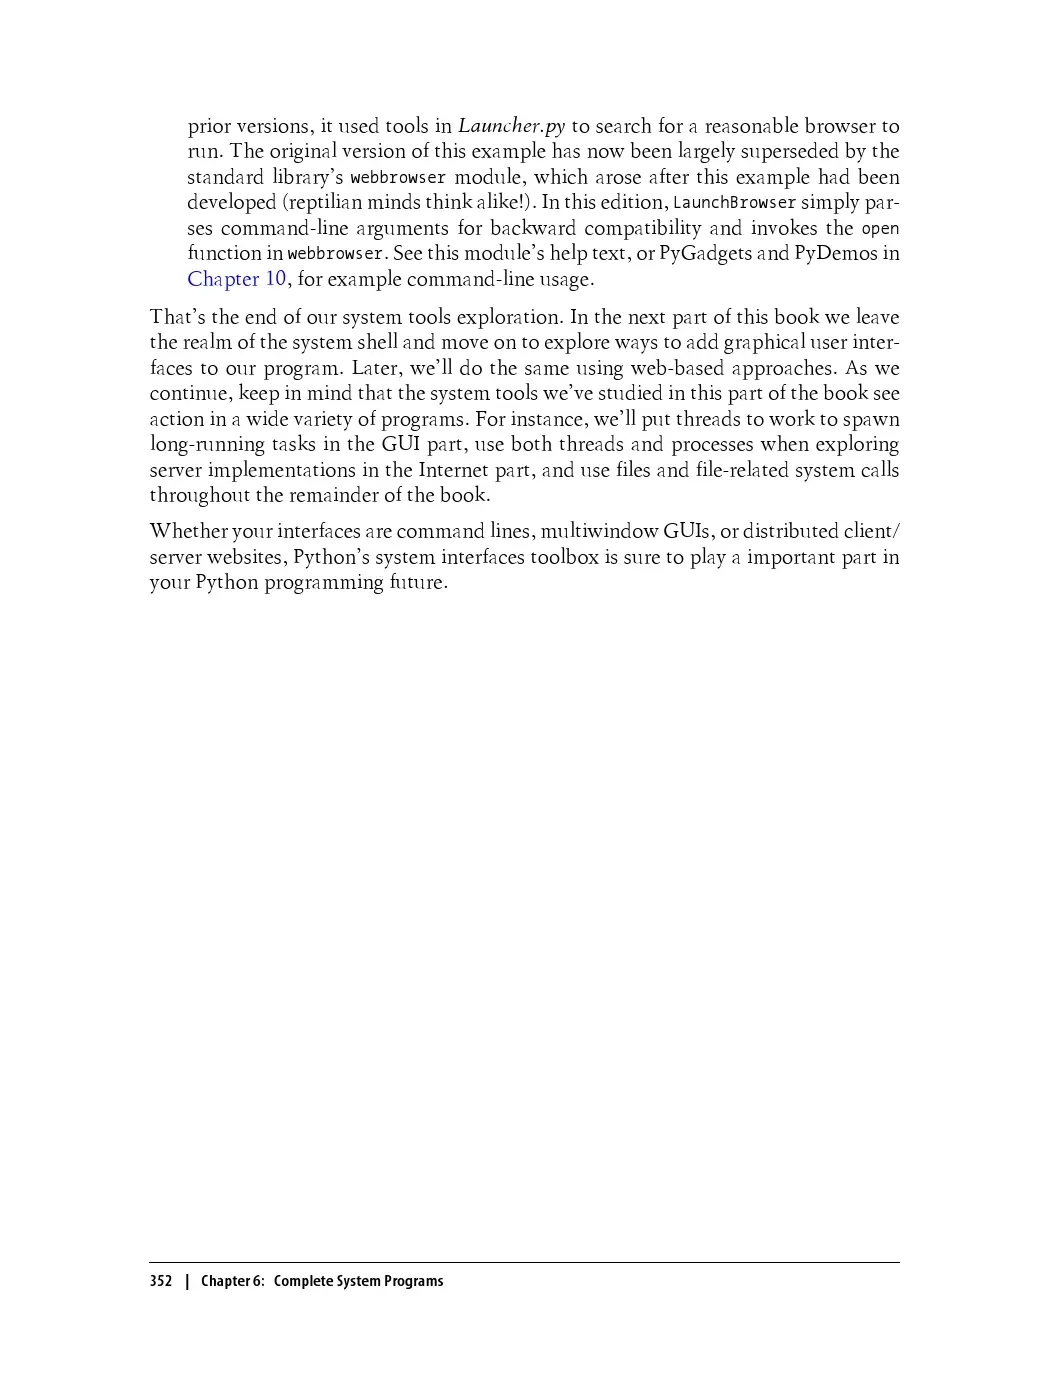 prior versions, it used tools in Launcher.py to search for a reasonable browser to
run. The original version of this example has now been largely superseded by the
standard library’s webbrowser module, which arose after this example had been
developed (reptilian minds think alike!). In this edition, LaunchBrowser simply par-
ses command-line arguments for backward compatibility and invokes the open
function in webbrowser. See this module’s help text, or PyGadgets and PyDemos in
Chapter 10, for example command-line usage.
That’s the end of our system tools exploration. In the next part of this book we leave
the realm of the system shell and move on to explore ways to add graphical user inter-
faces to our program. Later, we’ll do the same using web-based approaches. As we
continue, keep in mind that the system tools we’ve studied in this part of the book see
action in a wide variety of programs. For instance, we’ll put threads to work to spawn
long-running tasks in the GUI part, use both threads and processes when exploring
server implementations in the Internet part, and use files and file-related system calls
throughout the remainder of the book.
Whether your interfaces are command lines, multiwindow GUIs, or distributed client/
server websites, Python’s system interfaces toolbox is sure to play a important part in
your Python programming future.
352 | Chapter 6: Complete System Programs